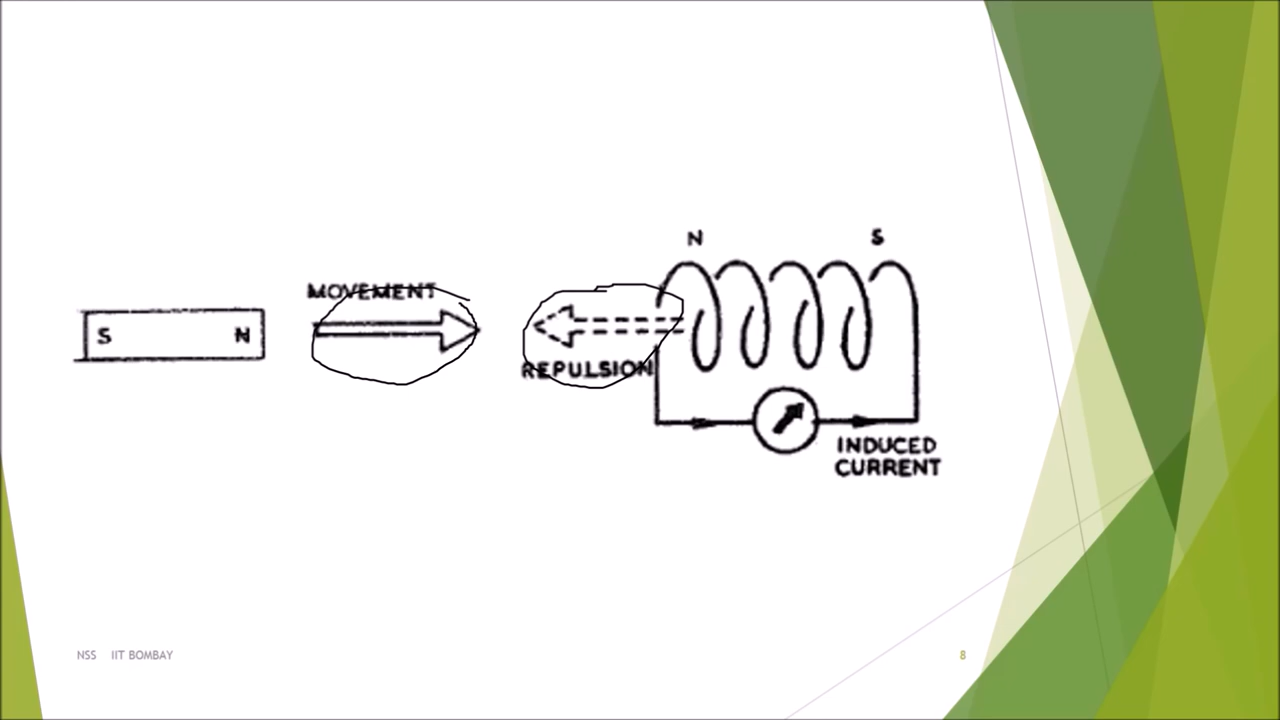 N S
MOVEMENT
S N
REPULSION
INDUCED
CURRENT
NSS IIT BOMBAY 8